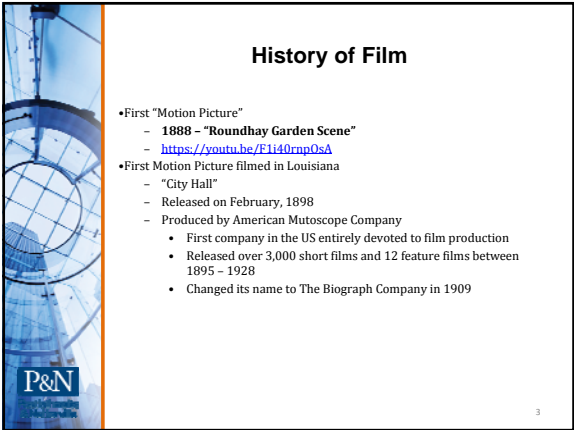 History of Film
•First “Motion Picture”
– 1888 – “Roundhay Garden Scene”
– https://youtu.be/F1i40rnpOsA
•First Motion Picture filmed in Louisiana
– “City Hall”
– Released on February, 1898
– Produced by American Mutoscope Company
• First company in the US entirely devoted to film production
• Released over 3,000 short films and 12 feature films between
1895 – 1928
• Changed its name to The Biograph Company in 1909
P&N
3